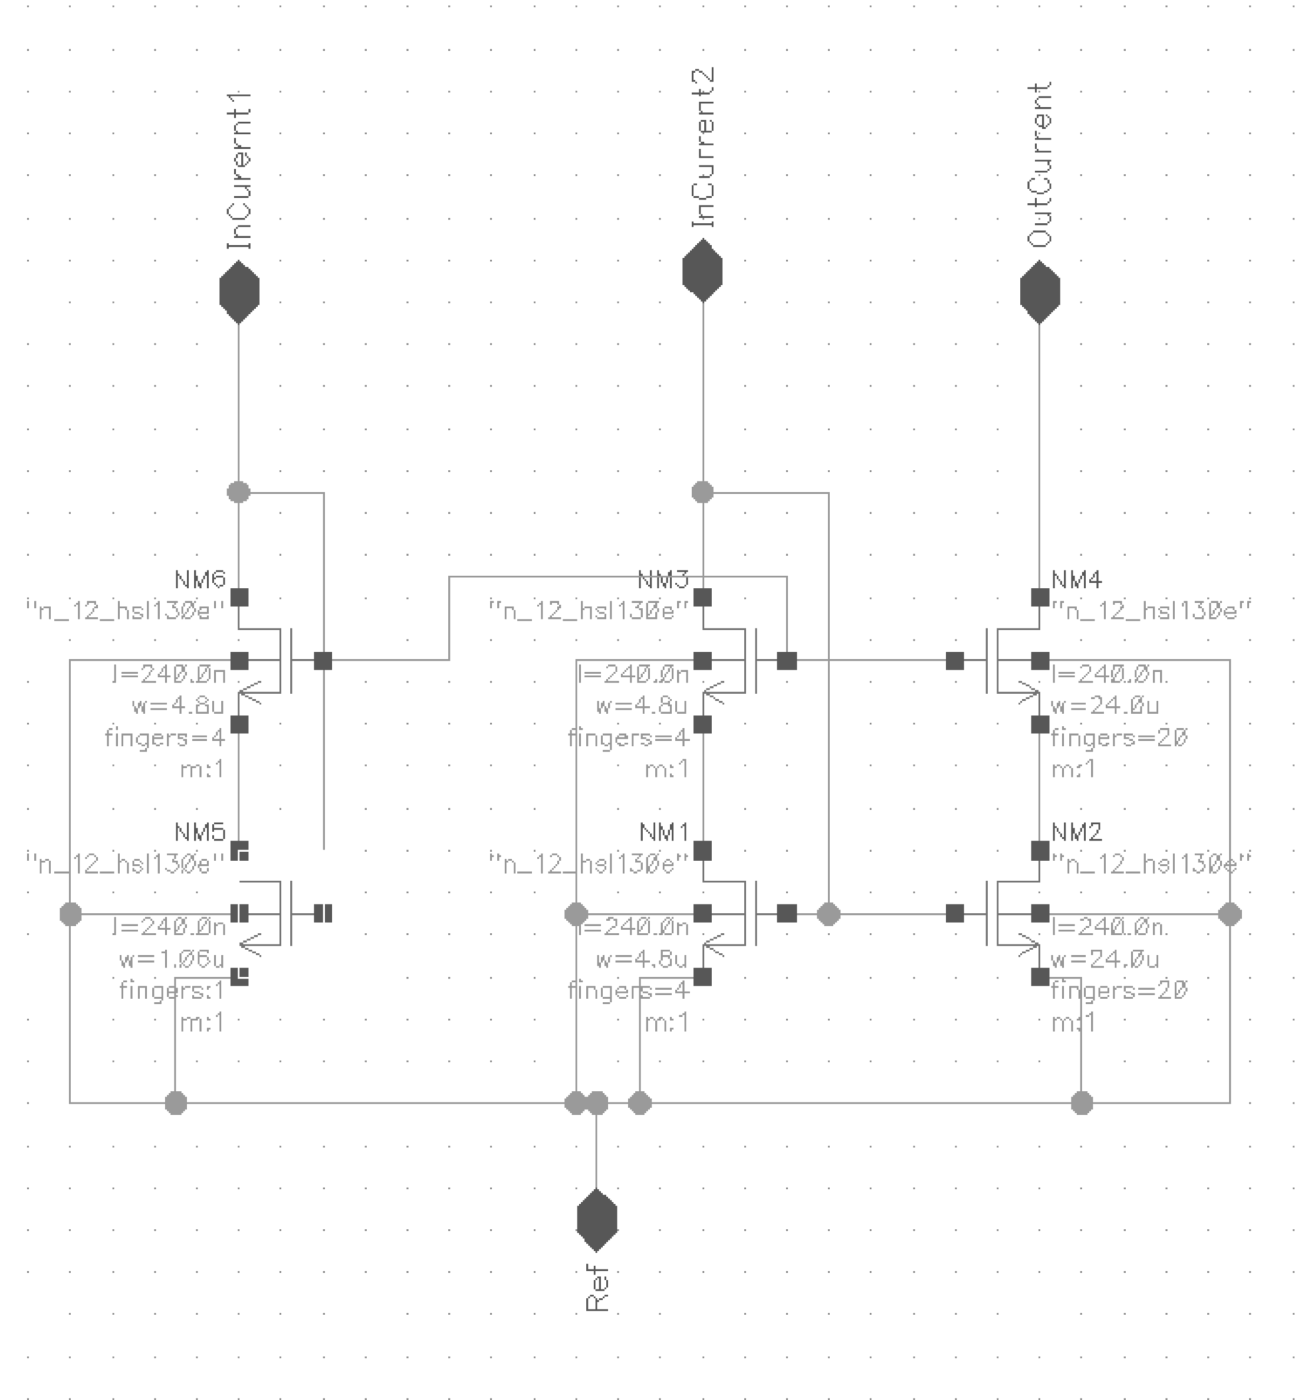 InCurernt1
InCurrent2
OutCurrent
NM6
"n_12_hsl130e"
l=240.0n
w=4.8u
fingers=4
m:1
NM3
"n_12_hsl130e"
l=240.0n
w=4.8u
fingers=4
m:1
NM4
"n_12_hsl130e"
l=240.0n
w=24.0u
fingers=20
m:1
NM5
"n_12_hsl130e"
l=240.0n
w=1.06u
fingers:1
m:1
NM1
"n_12_hsl130e"
l=240.0n
w=4.8u
fingers=4
m:1
NM2
"n_12_hsl130e"
l=240.0n
w=24.0u
fingers=20
m:1
Ref